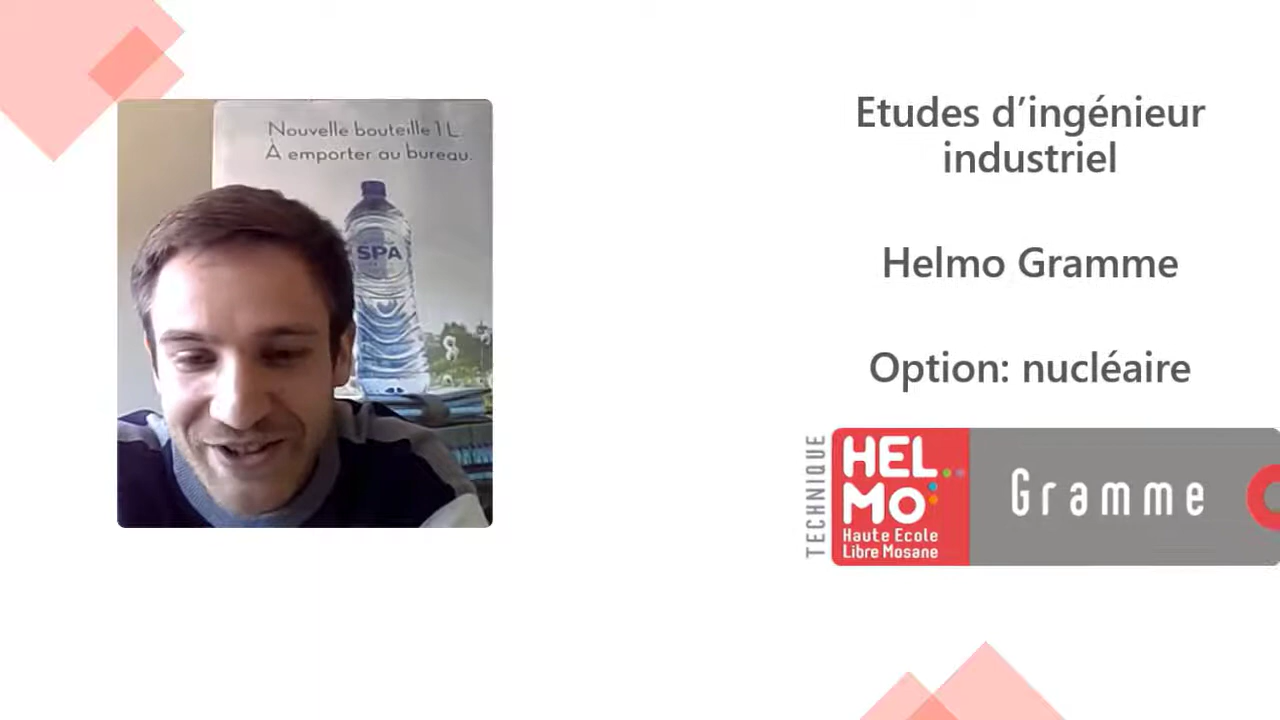 Nouvelle bouteille 1 L.
À emporter au bureau.
SPA
Etudes d’ingénieur
industriel
Helmo Gramme
Option: nucléaire
TECHNIQUE
HEL
MO
Haute Ecole
Libre Mosane
Gramme